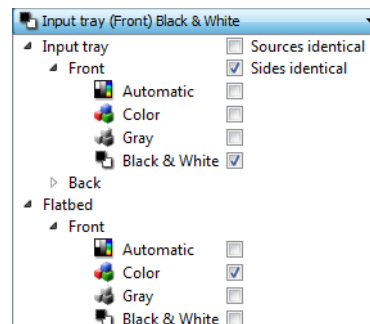 Input tray (Front) Black & White
Input tray Sources identical
Front Sides identical
Automatic
Color
Gray
Black & White
Back
Flatbed
Front
Automatic
Color
Gray
Black & White